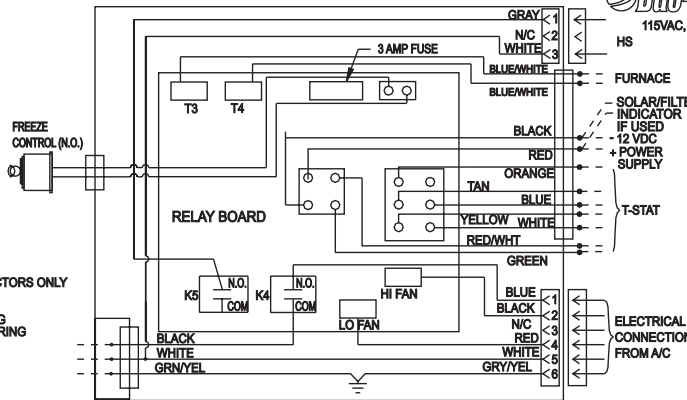 GRAY
1
N/C
2
WHITE
3
115VAC,
HS
3 AMP FUSE
BLUE/WHITE
BLUE/WHITE
FURNACE
T3
T4
SOLAR/FILTE
INDICATOR
IF USED
- 12 VDC
+ POWER
SUPPLY
FREEZE
CONTROL (N.O.)
BLACK
RED
ORANGE
TAN
BLUE
YELLOW WHITE
T-STAT
RELAY BOARD
RED/WHT
GREEN
CTORS ONLY
G
RING
K5
N.O.
COM
K4
N.O.
COM
HI FAN
LO FAN
BLUE
1
BLACK
2
N/C
3
RED
4
WHITE
5
GRY/YEL
6
ELECTRICAL
CONNECTION
FROM A/C
BLACK
WHITE
GRN/YEL